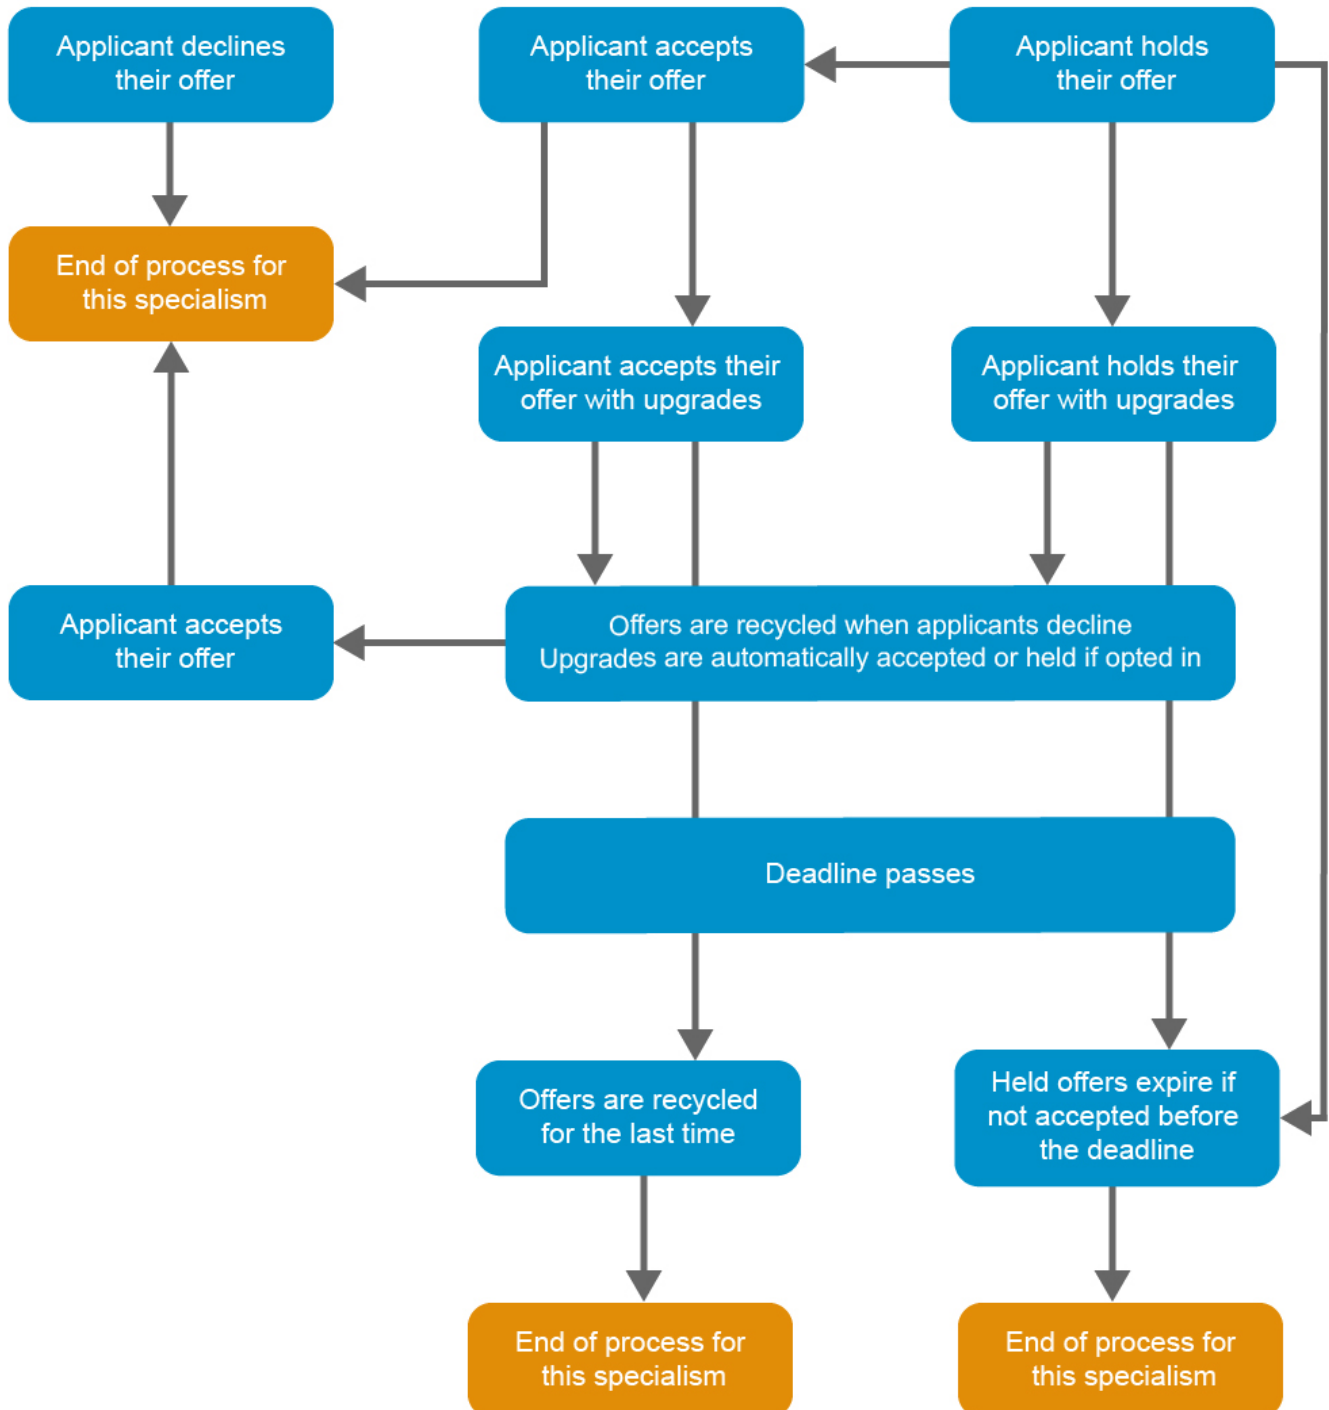 Applicant declines
their offer
Applicant accepts
their offer
Applicant holds
their offer
End of process for
this specialism
Applicant accepts their
offer with upgrades
Applicant holds their
offer with upgrades
Applicant accepts
their offer
Offers are recycled when applicants decline
Upgrades are automatically accepted or held if opted in
Deadline passes
Offers are recycled
for the last time
Held offers expire if
not accepted before
the deadline
End of process for
this specialism
End of process for
this specialism